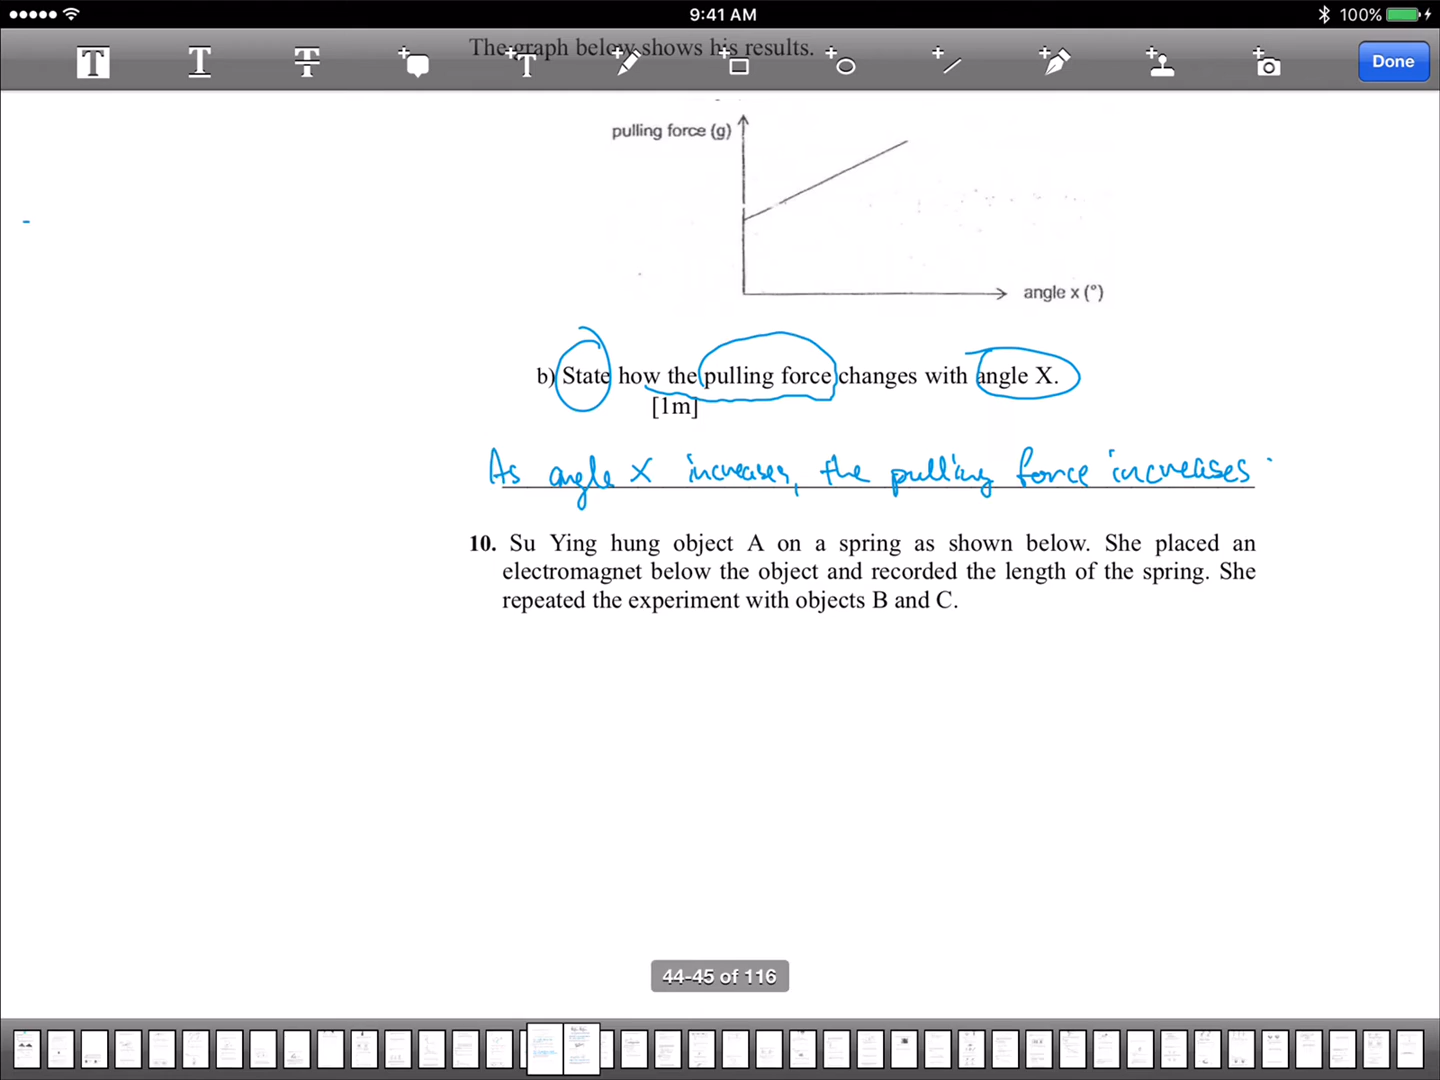 9:41 AM
100%
The graph below shows his results.
T T T T
Done
pulling force (g)
angle x (°)
b) State how the pulling force changes with angle X.
[1m]
As angle X increases, the pulling force increases.
10. Su Ying hung object A on a spring as shown below. She placed an
electromagnet below the object and recorded the length of the spring. She
repeated the experiment with objects B and C.
44-45 of 116